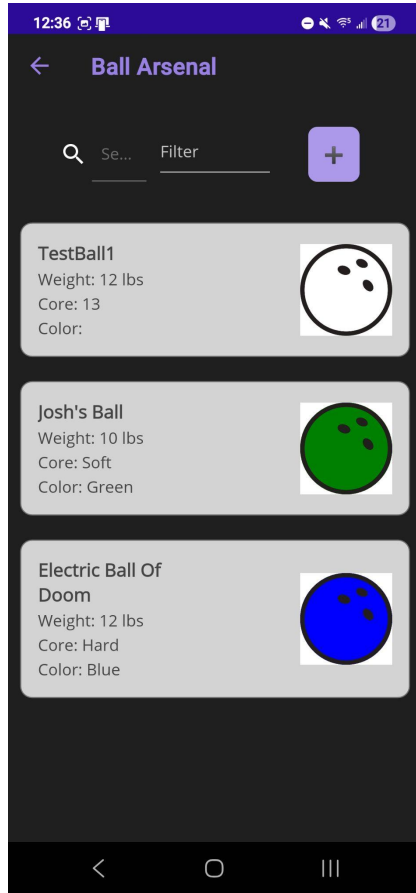 12:36 21
Ball Arsenal
Se... Filter
+
TestBall1
Weight: 12 lbs
Core: 13
Color:
Josh's Ball
Weight: 10 lbs
Core: Soft
Color: Green
Electric Ball Of
Doom
Weight: 12 lbs
Core: Hard
Color: Blue